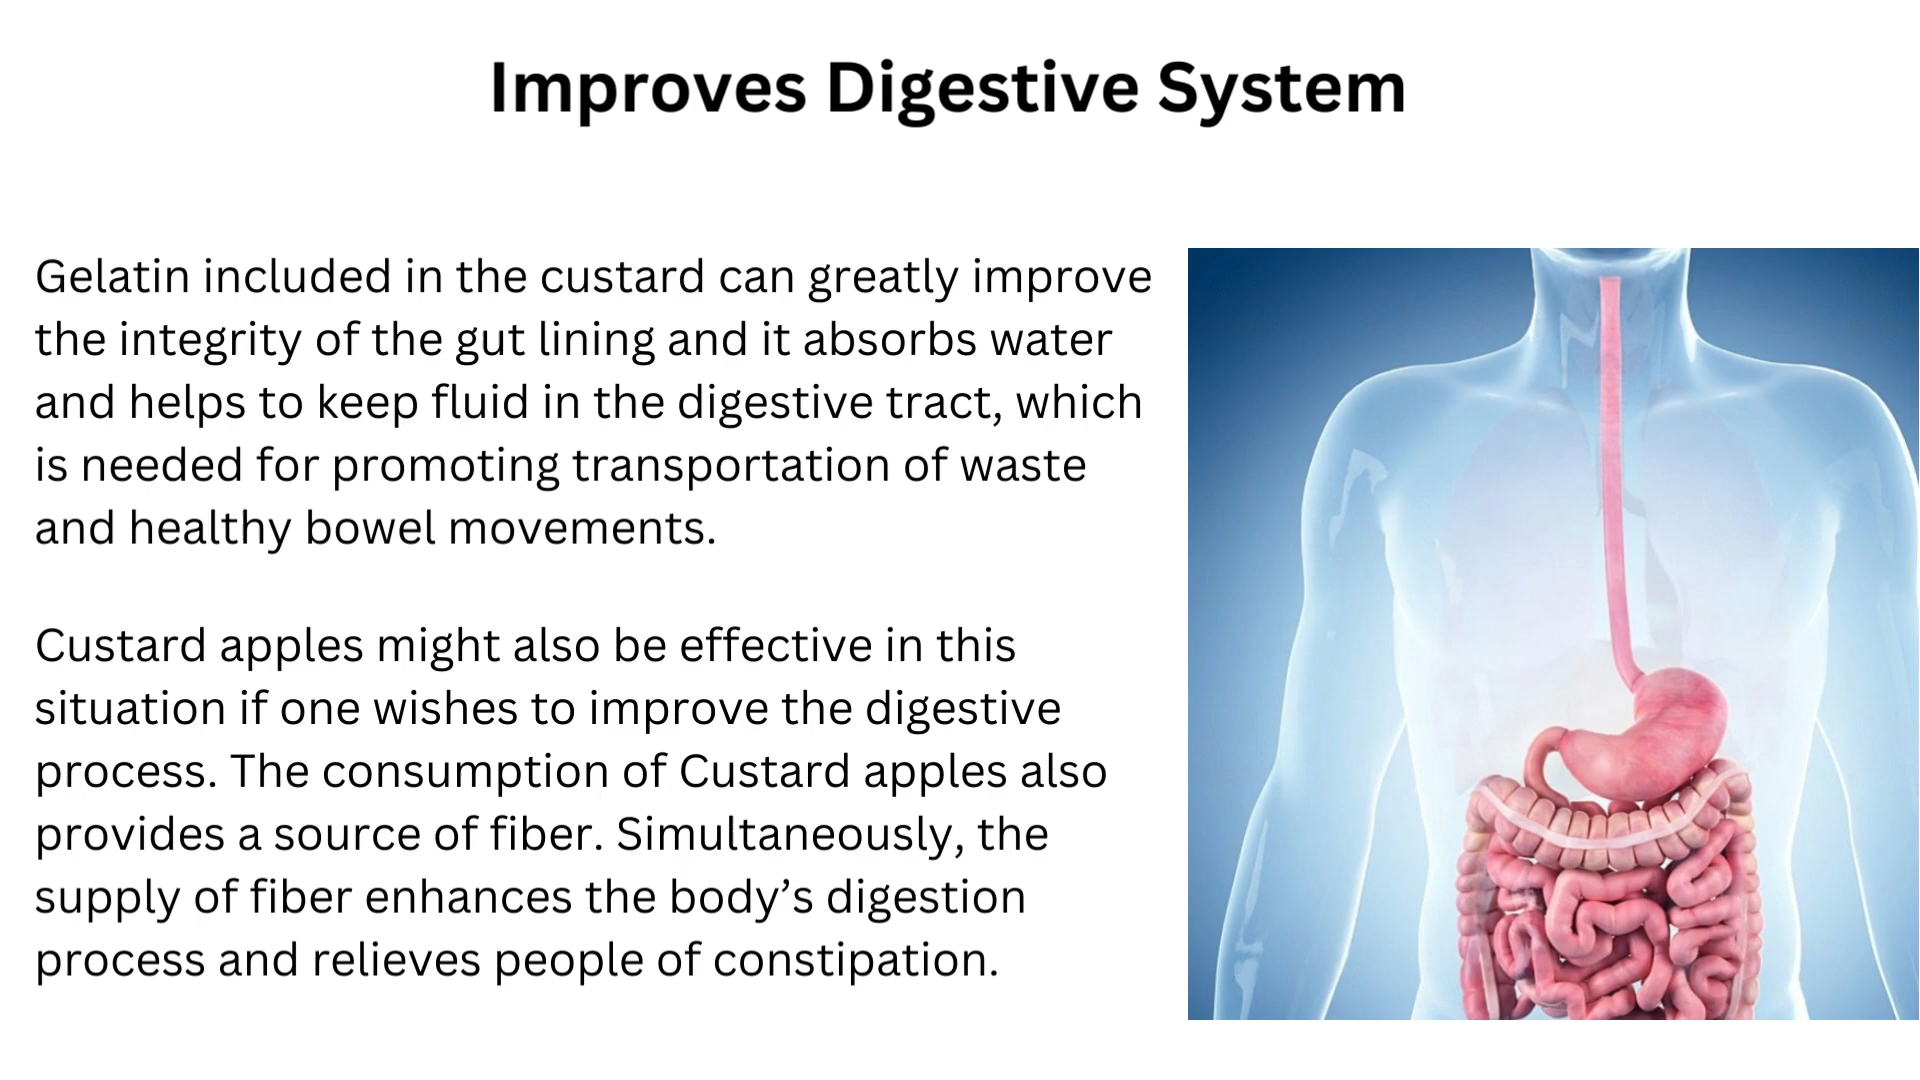 Improves Digestive System
Gelatin included in the custard can greatly improve
the integrity of the gut lining and it absorbs water
and helps to keep fluid in the digestive tract, which
is needed for promoting transportation of waste
and healthy bowel movements.
Custard apples might also be effective in this
situation if one wishes to improve the digestive
process. The consumption of Custard apples also
provides a source of fiber. Simultaneously, the
supply of fiber enhances the body’s digestion
process and relieves people of constipation.